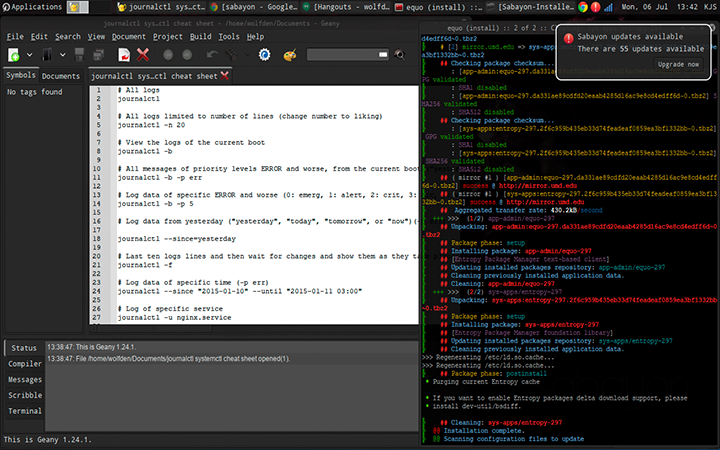 Applications
journalctl sys...ct...
[sabayon - Google...
[Hangouts - wolfd...
equo (install) ::...
[Sabayon-Installe...
Mon, 06 Jul
13:42
KJS
journalctl sys...ctl cheat sheet - /home/wolfden/Documents - Geany
File Edit Search View Document Project Build Tools Help
Symbols Documents
journalctl sys...ctl cheat sheet
No tags found
1 # All logs
2 journalctl
3
4 # All logs limited to number of lines (change number to liking)
5 journalctl -n 20
6
7 # View the logs of the current boot
8 journalctl -b
9
10 # All messages of priority levels ERROR and worse, from the current boot
11 journalctl -b -p err
12
13 # Log data of specific ERROR and worse (0: emerg, 1: alert, 2: crit, 3:
14 journalctl -b -p 5
15
16 # Log data from yesterday ("yesterday", "today", "tomorrow", or "now")(
17
18 journalctl --since=yesterday
19
20 # Last ten logs lines and then wait for changes and show them as they ta
21 journalctl -f
22
23 # Log data of specific time (-p err)
24 journalctl --since "2015-01-10" --until "2015-01-11 03:00"
25
26 # Log of specific service
27 journalctl -u nginx.service
Status
Compiler
Messages
Scribble
Terminal
13:38:47: This is Geany 1.24.1.
13:38:47: File /home/wolfden/Documents/journalctl systemctl cheat sheet opened(1).
This is Geany 1.24.1.
equo (install) :: 2 of 2 :: C
d4edff6d~0.tbz2
# [2] mirror.umd.edu => sys-
a3bf1332bb~0.tbz2
## Checking package checksum...
: [app-admin:equo-297.da331
PG validated
: SHA1 disabled
: [app-admin:equo-297.da331ae89cdfd20eaab4285d16ac9e8cd4edff6d~0.tbz2] S
HA256 validated
: SHA512 disabled
## Checking package checksum...
: [sys-apps:entropy-297.2f6c959b435eb33d74feadeaf0859ea3bf1332bb~0.tbz2]
GPG validated
: SHA1 disabled
: [sys-apps:entropy-297.2f6c959b435eb33d74feadeaf0859ea3bf1332bb~0.tbz2]
SHA256 validated
: SHA512 disabled
## ( mirror #1 ) [app-admin:equo-297.da331ae89cdfd20eaab4285d16ac9e8cd4edff
6d~0.tbz2] success @ http://mirror.umd.edu
## ( mirror #1 ) [sys-apps:entropy-297.2f6c959b435eb33d74feadeaf0859ea3bf13
32bb~0.tbz2] success @ http://mirror.umd.edu
## Aggregated transfer rate: 430.2kB/second
+++ >>> (1/2) app-admin/equo-297
## Unpacking: app-admin:equo-297.da331ae89cdfd20eaab4285d16ac9e8cd4edff6d~0
.tbz2
## Package phase: setup
## Installing package: app-admin/equo-297
## [Entropy Package Manager text-based client]
## Updating installed packages repository: app-admin/equo-297
## Cleaning previously installed application data.
## Cleaning: app-admin/equo-297
+++ >>> (2/2) sys-apps/entropy-297
## Unpacking: sys-apps:entropy-297.2f6c959b435eb33d74feadeaf0859ea3bf1332bb~0
.tbz2
## Package phase: setup
## Installing package: sys-apps/entropy-297
## [Entropy Package Manager foundation library]
## Updating installed packages repository: sys-apps/entropy-297
## Cleaning previously installed application data.
>>> Regenerating /etc/ld.so.cache...
>>> Regenerating /etc/ld.so.cache...
## Package phase: postinstall
* Purging current Entropy cache
* If you want to enable Entropy packages delta download support, please
* install dev-util/bsdiff.
## Cleaning: sys-apps/entropy-297
## Installation complete.
@@ Scanning configuration files to update
Sabayon updates available
There are 55 updates available
Upgrade now